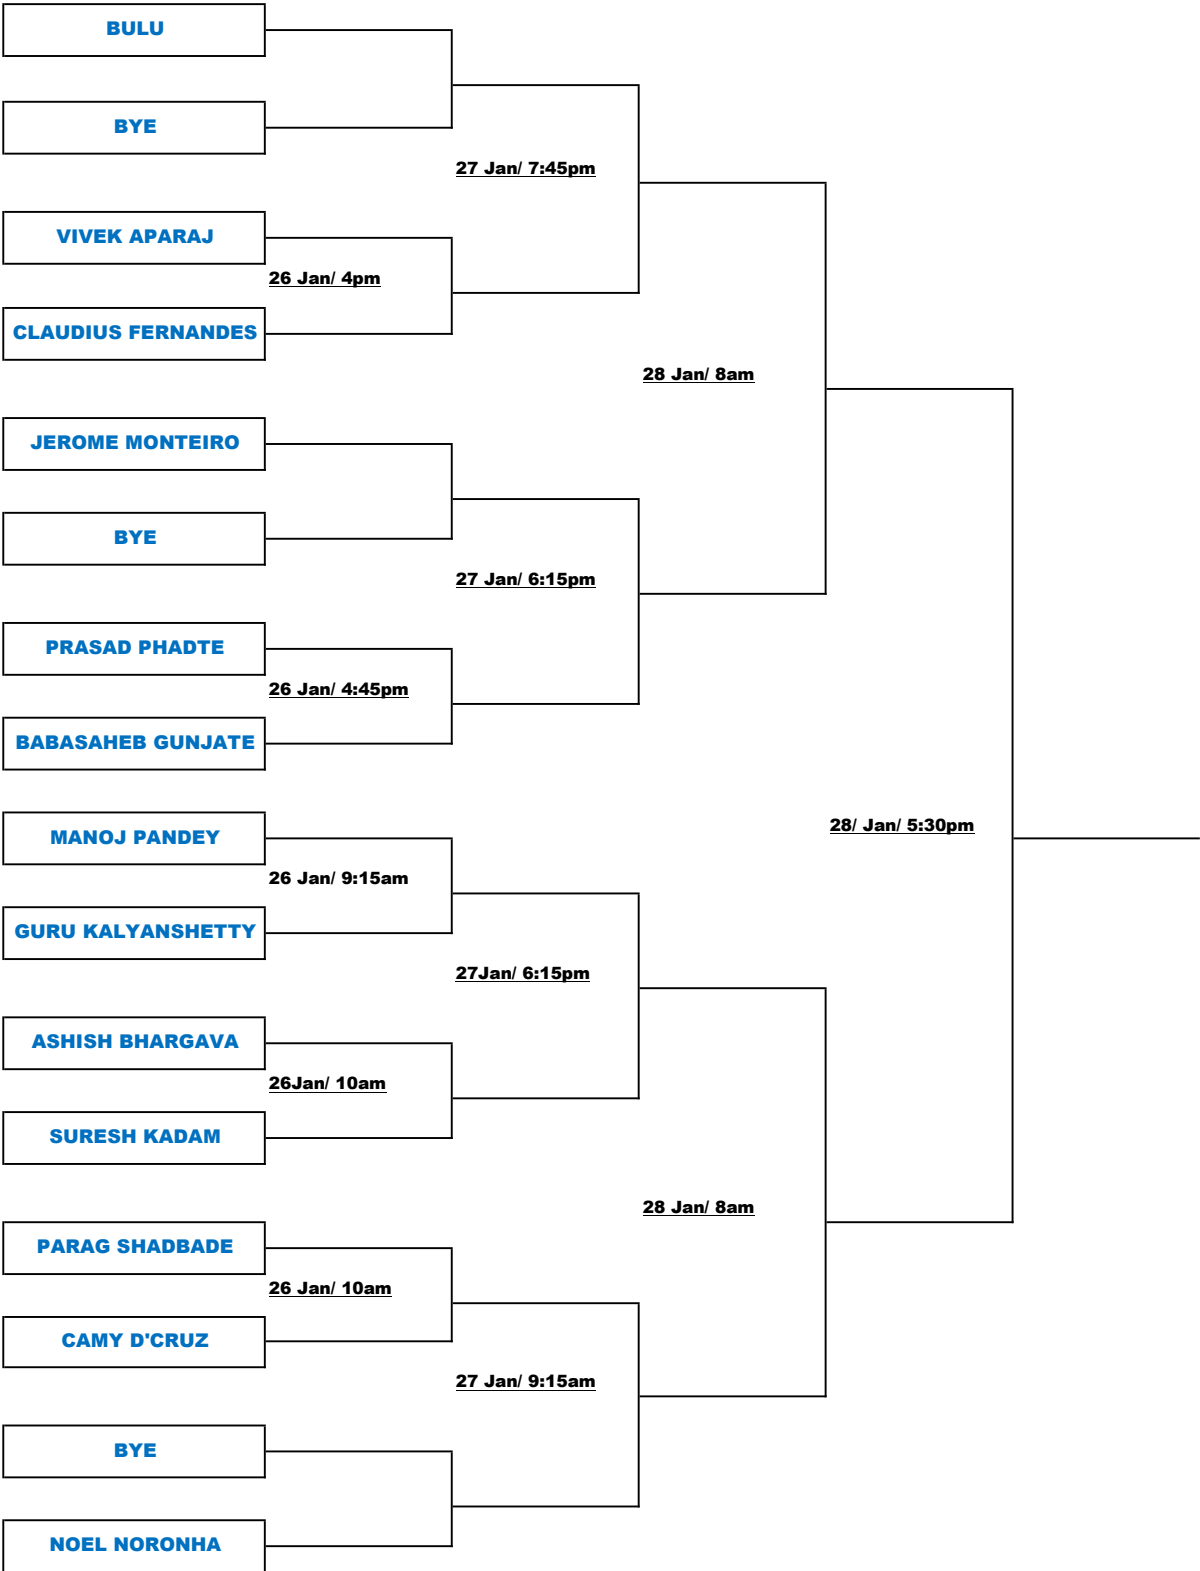 BULU
BYE
27 Jan/ 7:45pm
VIVEK APARAJ
26 Jan/ 4pm
CLAUDIUS FERNANDES
28 Jan/ 8am
JEROME MONTEIRO
BYE
27 Jan/ 6:15pm
PRASAD PHADTE
26 Jan/ 4:45pm
BABASAHEB GUNJATE
28/ Jan/ 5:30pm
MANOJ PANDEY
26 Jan/ 9:15am
GURU KALYANSHETTY
27Jan/ 6:15pm
ASHISH BHARGAVA
26Jan/ 10am
SURESH KADAM
28 Jan/ 8am
PARAG SHADBADE
26 Jan/ 10am
CAMY D'CRUZ
27 Jan/ 9:15am
BYE
NOEL NORONHA